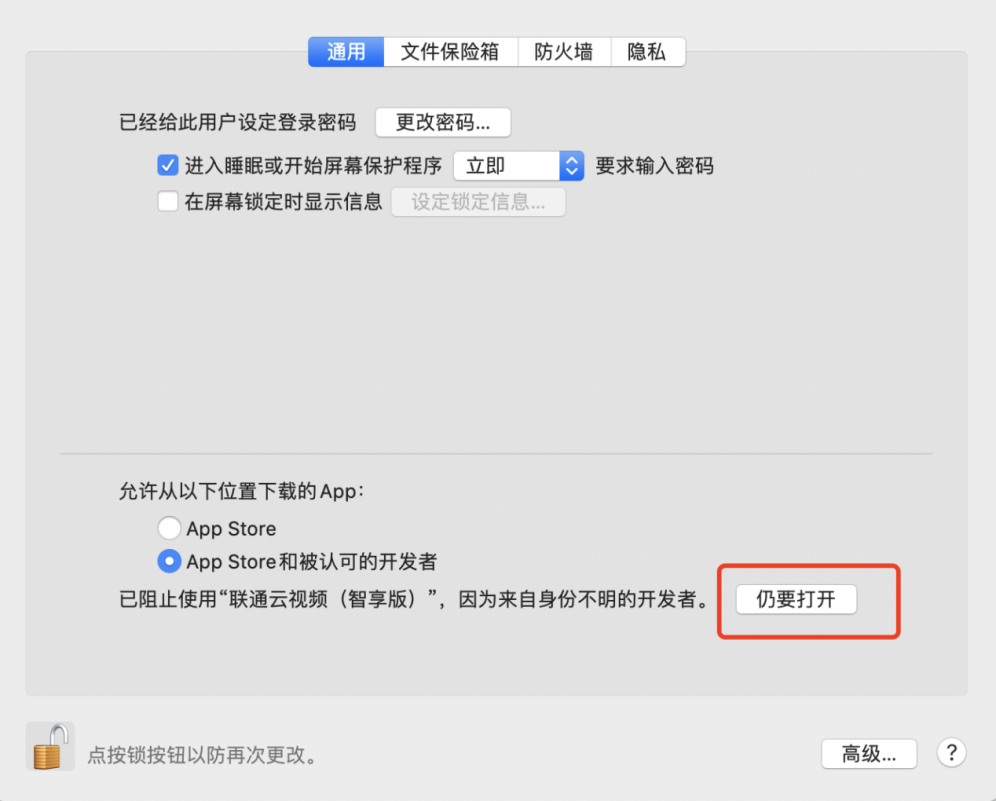 通用 文件保险箱 防火墙 隐私
已经给此用户设定登录密码 更改密码...
进入睡眠或开始屏幕保护程序 立即 要求输入密码
在屏幕锁定时显示信息 设定锁定信息...
允许从以下位置下载的App：
App Store
App Store和被认可的开发者
已阻止使用“联通云视频（智享版）”，因为来自身份不明的开发者。 仍要打开
点按锁按钮以防再次更改。 高级... ?